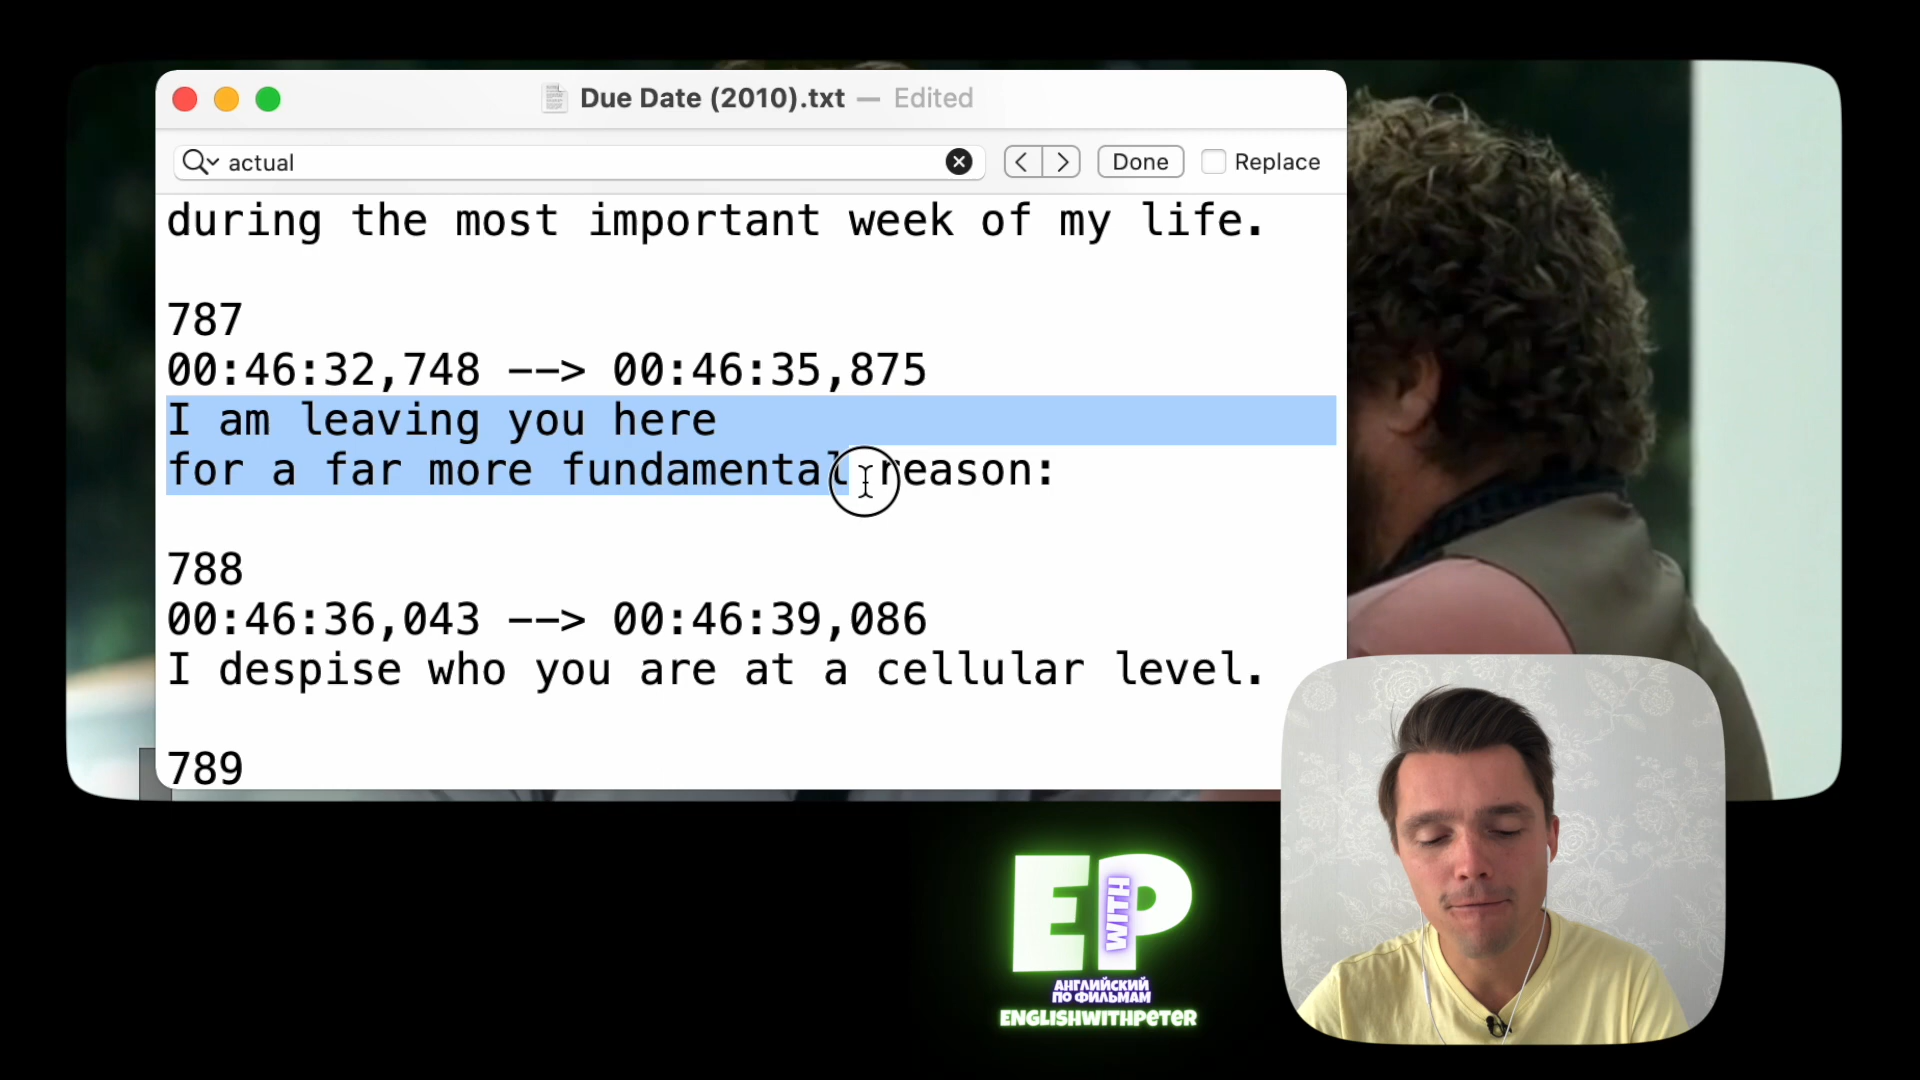 Due Date (2010).txt — Edited
actual
Done
Replace
during the most important week of my life.
787
00:46:32,748 --> 00:46:35,875
I am leaving you here
for a far more fundamental reason:
788
00:46:36,043 --> 00:46:39,086
I despise who you are at a cellular level.
789
EP
WITH
АНГЛИЙСКИЙ
ПО ФИЛЬМАМ
ENGLISHWITHPETER